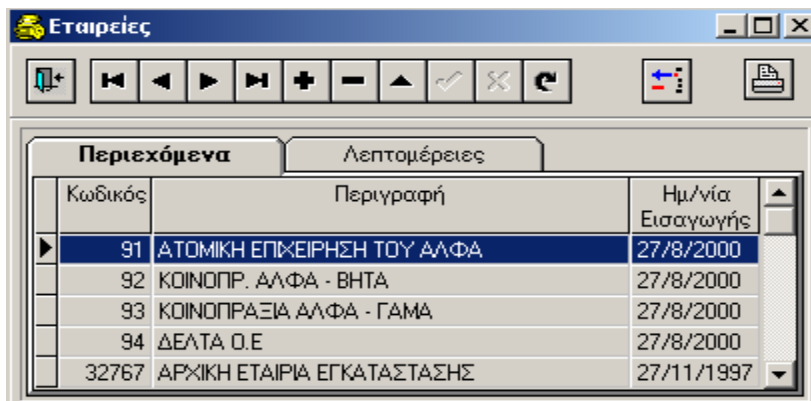 Εταιρείες
Περιεχόμενα Λεπτομέρειες
Κωδικός Περιγραφή Ημ/νία Εισαγωγής
91 ΑΤΟΜΙΚΗ ΕΠΙΧΕΙΡΗΣΗ ΤΟΥ ΑΛΦΑ 27/8/2000
92 ΚΟΙΝΟΠΡ. ΑΛΦΑ - ΒΗΤΑ 27/8/2000
93 ΚΟΙΝΟΠΡΑΞΙΑ ΑΛΦΑ - ΓΑΜΑ 27/8/2000
94 ΔΕΛΤΑ Ο.Ε 27/8/2000
32767 ΑΡΧΙΚΗ ΕΤΑΙΡΙΑ ΕΓΚΑΤΑΣΤΑΣΗΣ 27/11/1997